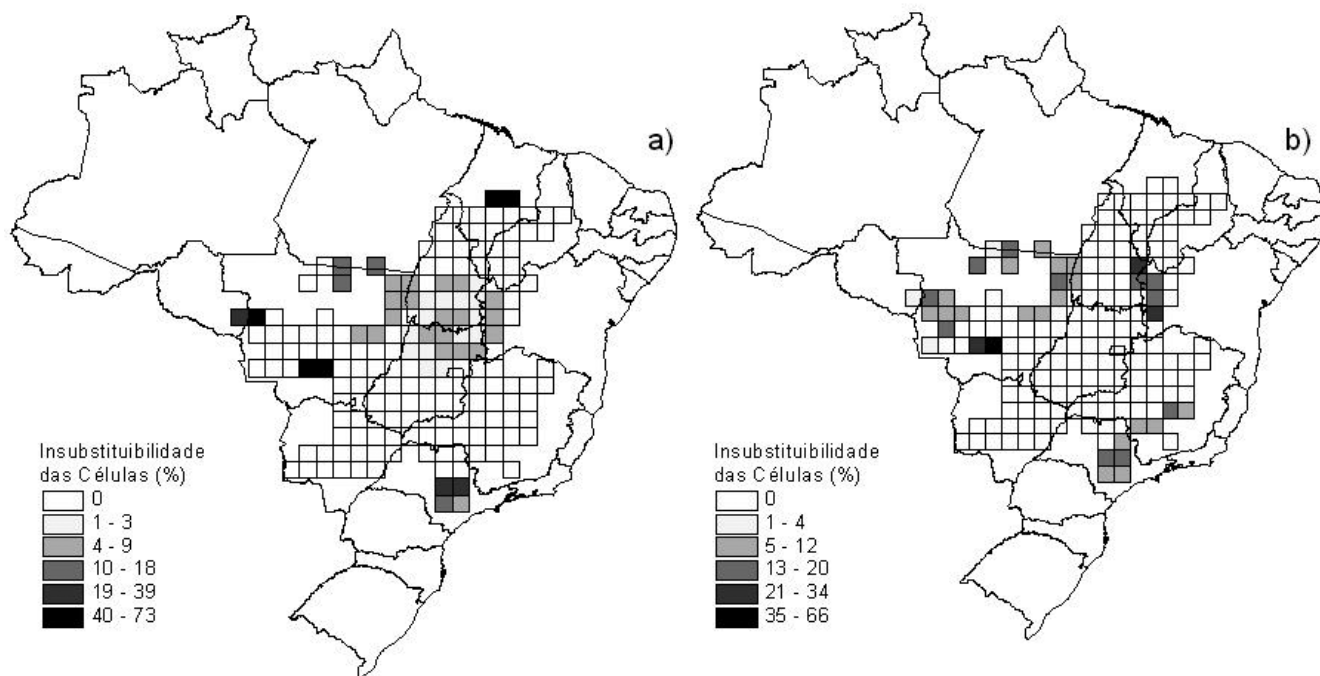 a)
Insubstituibilidade
das Células (%)
0
1 - 3
4 - 9
10 - 18
19 - 39
40 - 73
b)
Insubstituibilidade
das Células (%)
0
1 - 4
5 - 12
13 - 20
21 - 34
35 - 66